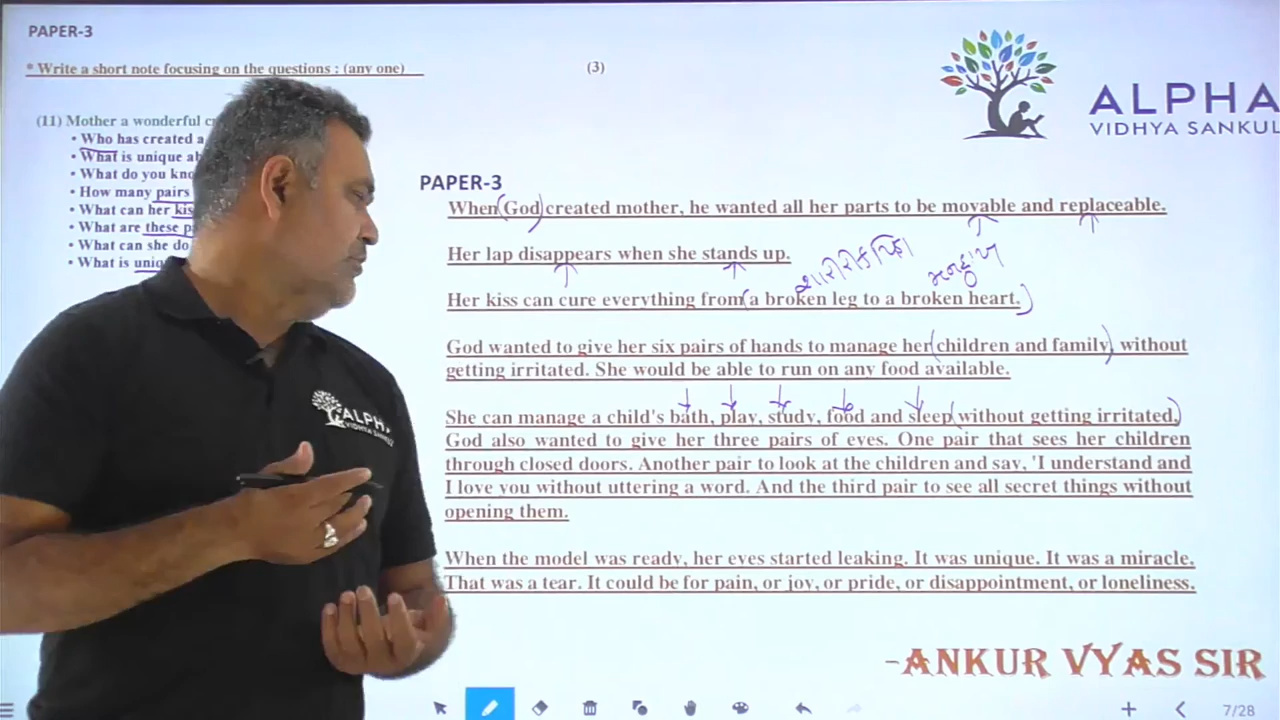 PAPER-3
* Write a short note focusing on the questions : (any one) (3)
(11) Mother a wonderful
• Who has created a
• What is unique
• What do you
• How many pairs
• What can her
• What are these
• What can she do
• What is
ALPHA
VIDHYA SANKUL
PAPER-3
When God created mother, he wanted all her parts to be movable and replaceable.
Her lap disappears when she stands up.
Her kiss can cure everything from a broken leg to a broken heart.
God wanted to give her six pairs of hands to manage her children and family, without
getting irritated. She would be able to run on any food available.
She can manage a child's bath, play, study, food and sleep without getting irritated.
God also wanted to give her three pairs of eyes. One pair that sees her children
through closed doors. Another pair to look at the children and say, 'I understand and
I love you without uttering a word. And the third pair to see all secret things without
opening them.
When the model was ready, her eyes started leaking. It was unique. It was a miracle.
That was a tear. It could be for pain, or joy, or pride, or disappointment, or loneliness.
ALPHA
VIDHYA
-ANKUR VYAS SIR
7/28